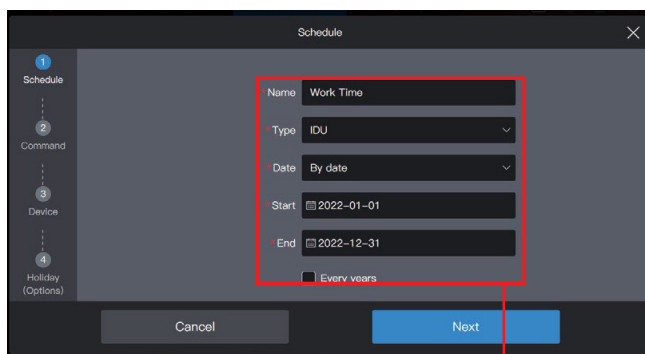 Schedule
1
Schedule
2
Command
3
Device
4
Holiday
(Options)
* Name Work Time
* Type IDU
* Date By date
* Start 2022-01-01
* End 2022-12-31
Every years
Cancel Next